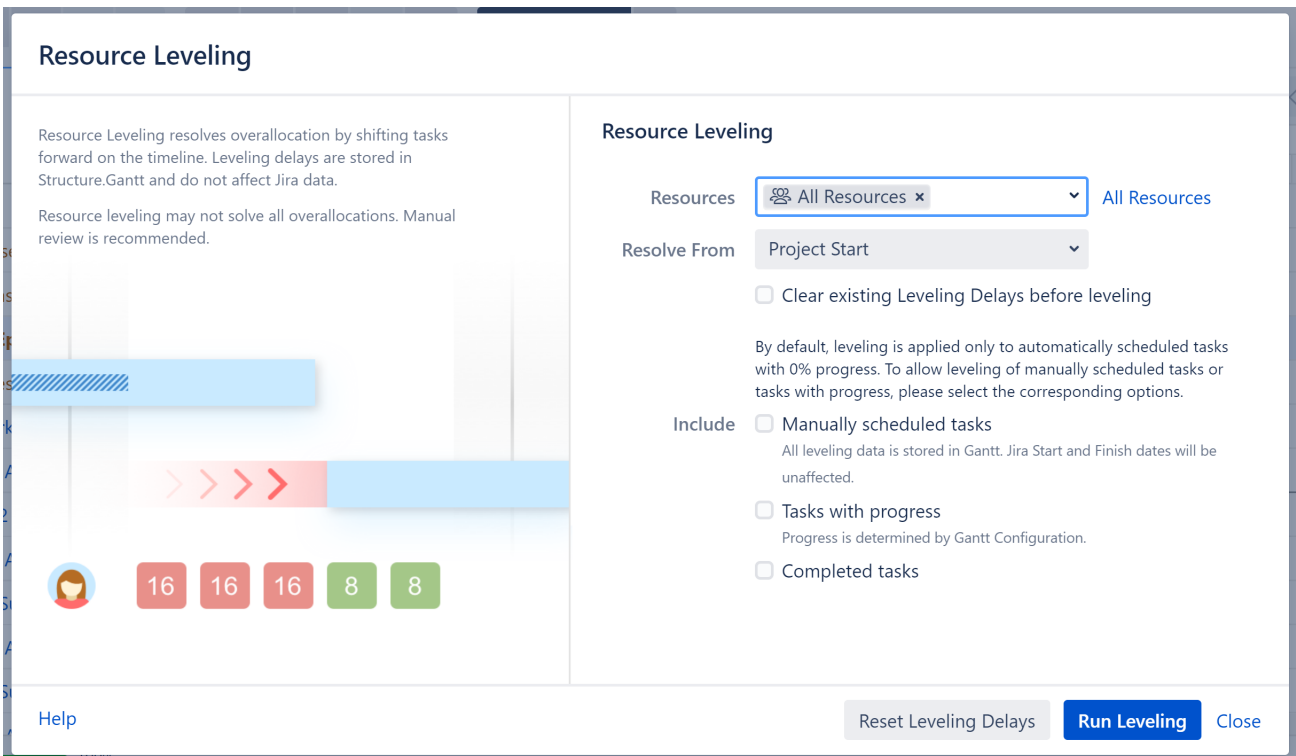 Resource Leveling
Resource Leveling resolves overallocation by shifting tasks
forward on the timeline. Leveling delays are stored in
Structure.Gantt and do not affect Jira data.
Resource leveling may not solve all overallocations. Manual
review is recommended.
16 16 16 8 8
Resource Leveling
Resources All Resources × All Resources
Resolve From Project Start
Clear existing Leveling Delays before leveling
By default, leveling is applied only to automatically scheduled tasks
with 0% progress. To allow leveling of manually scheduled tasks or
tasks with progress, please select the corresponding options.
Include Manually scheduled tasks
All leveling data is stored in Gantt. Jira Start and Finish dates will be
unaffected.
Tasks with progress
Progress is determined by Gantt Configuration.
Completed tasks
Help Reset Leveling Delays Run Leveling Close